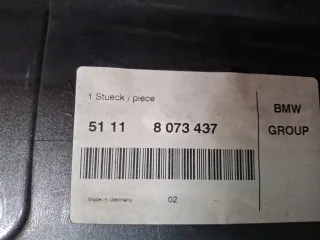 1 Stueck / piece
51 11 8 073 437
BMW
GROUP
Made in Germany 02